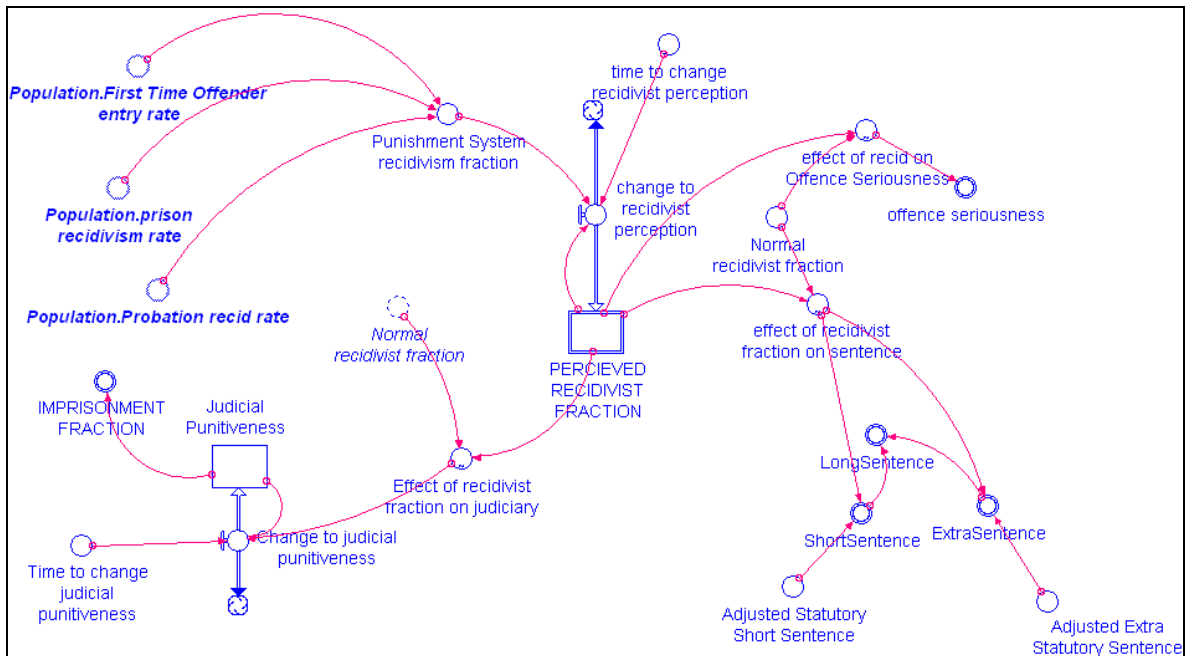 Population.First Time Offender
entry rate
time to change
recidivist perception
Punishment System
recidivism fraction
effect of recid on
Offence Seriousness
offence seriousness
Population.prison
recidivism rate
change to
recidivist
perception
Normal
recidivist fraction
Population.Probation recid rate
Normal
recidivist fraction
effect of recidivist
fraction on sentence
PERCIEVED
RECIDIVIST
FRACTION
IMPRISONMENT
FRACTION
Judicial
Punitiveness
LongSentence
Effect of recidivist
fraction on judiciary
ShortSentence
ExtraSentence
Change to judicial
punitiveness
Time to change
judicial
punitiveness
Adjusted Statutory
Short Sentence
Adjusted Extra
Statutory Sentence